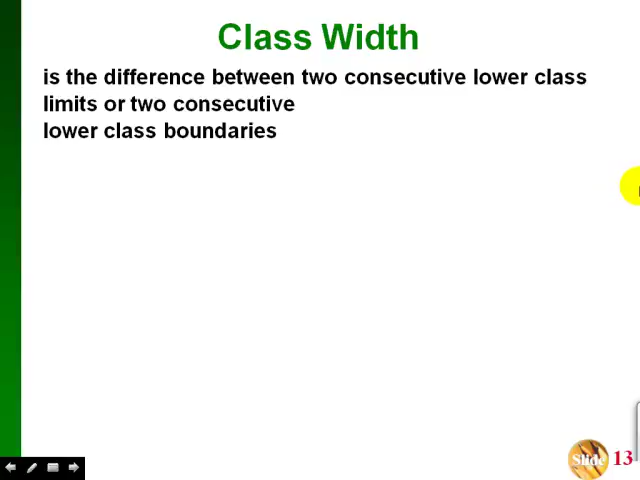 Class Width
is the difference between two consecutive lower class
limits or two consecutive
lower class boundaries
Slide 13